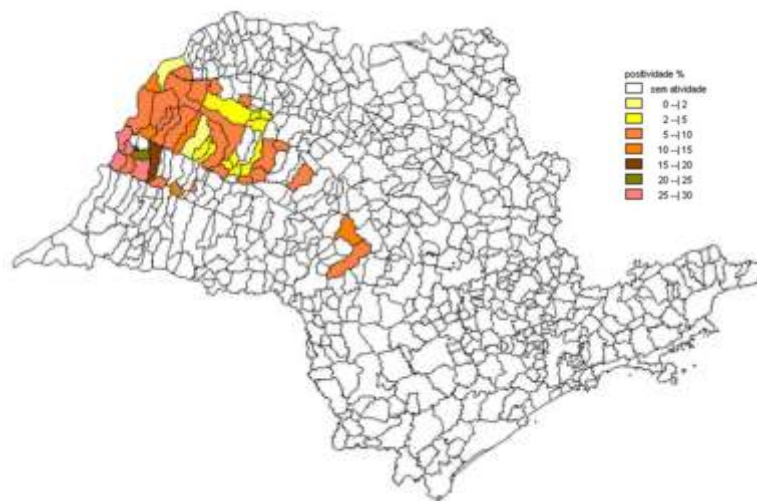 positividade %
sem atividade
0 --| 2
2 --| 5
5 --| 10
10 --| 15
15 --| 20
20 --| 25
25 --| 30